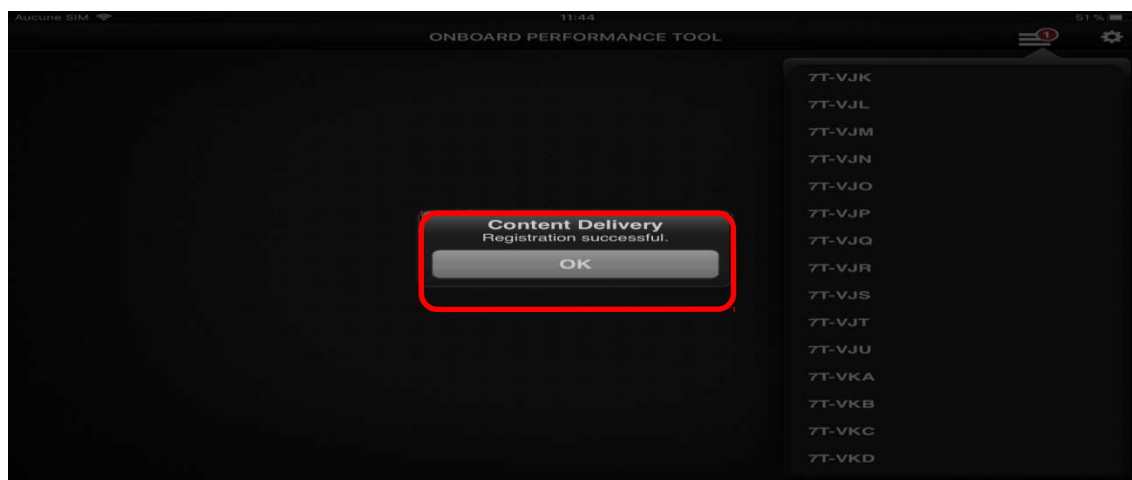 Aucune SIM 11:44 51 %
ONBOARD PERFORMANCE TOOL
1
7T-VJK
7T-VJL
7T-VJM
7T-VJN
7T-VJO
7T-VJP
7T-VJQ
7T-VJR
7T-VJS
7T-VJT
7T-VJU
7T-VKA
7T-VKB
7T-VKC
7T-VKD
Content Delivery
Registration successful.
OK
1